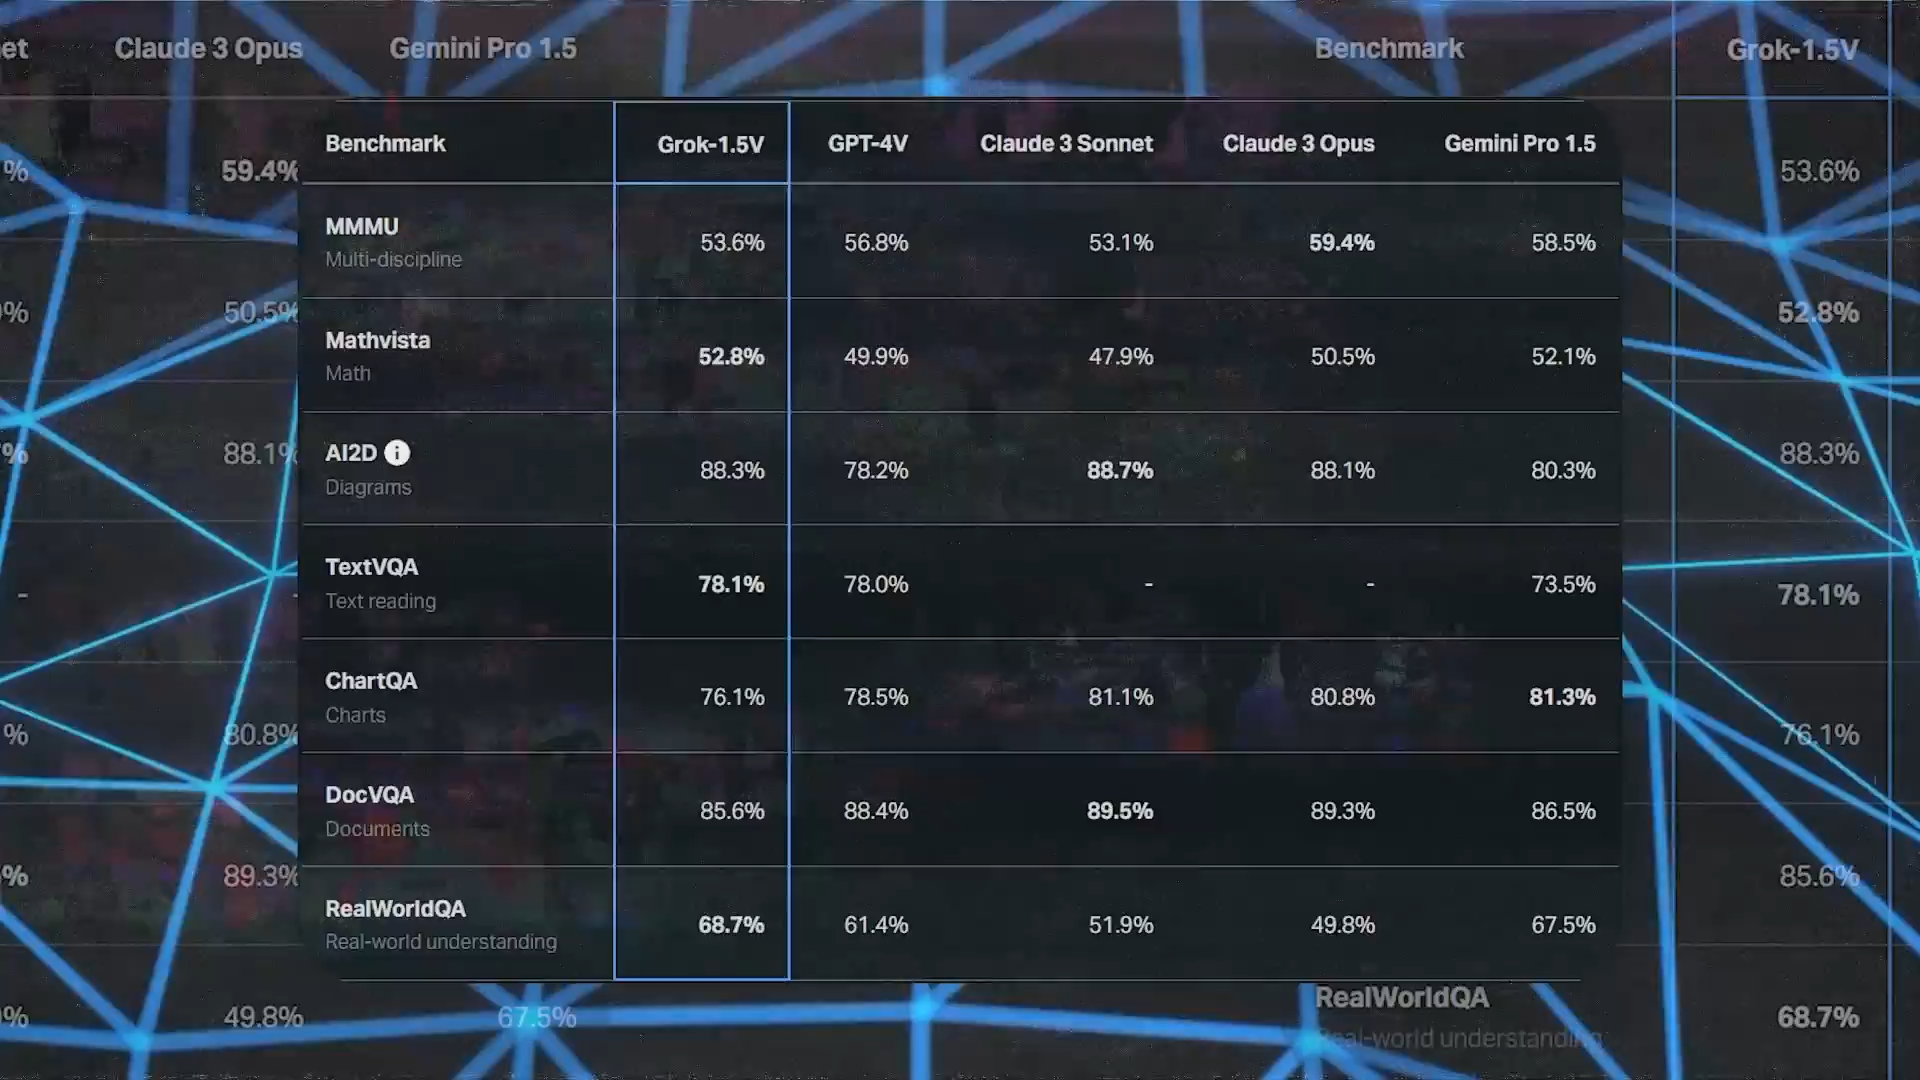 et Claude 3 Opus Gemini Pro 1.5 Benchmark Grok-1.5V
Benchmark Grok-1.5V GPT-4V Claude 3 Sonnet Claude 3 Opus Gemini Pro 1.5
% 59.4% 53.6%
MMMU
Multi-discipline
53.6% 56.8% 53.1% 59.4% 58.5%
% 50.5% 52.8%
Mathvista
Math
52.8% 49.9% 47.9% 50.5% 52.1%
% 88.1% 88.3%
AI2D i
Diagrams
88.3% 78.2% 88.7% 88.1% 80.3%
TextVQA
Text reading
78.1% 78.0% - - 73.5%
- - 78.1%
ChartQA
Charts
76.1% 78.5% 81.1% 80.8% 81.3%
% 80.8% 76.1%
DocVQA
Documents
85.6% 88.4% 89.5% 89.3% 86.5%
% 89.3% 85.6%
RealWorldQA
Real-world understanding
68.7% 61.4% 51.9% 49.8% 67.5%
RealWorldQA
0% 49.8% 67.5% 68.7%
Real-world understanding